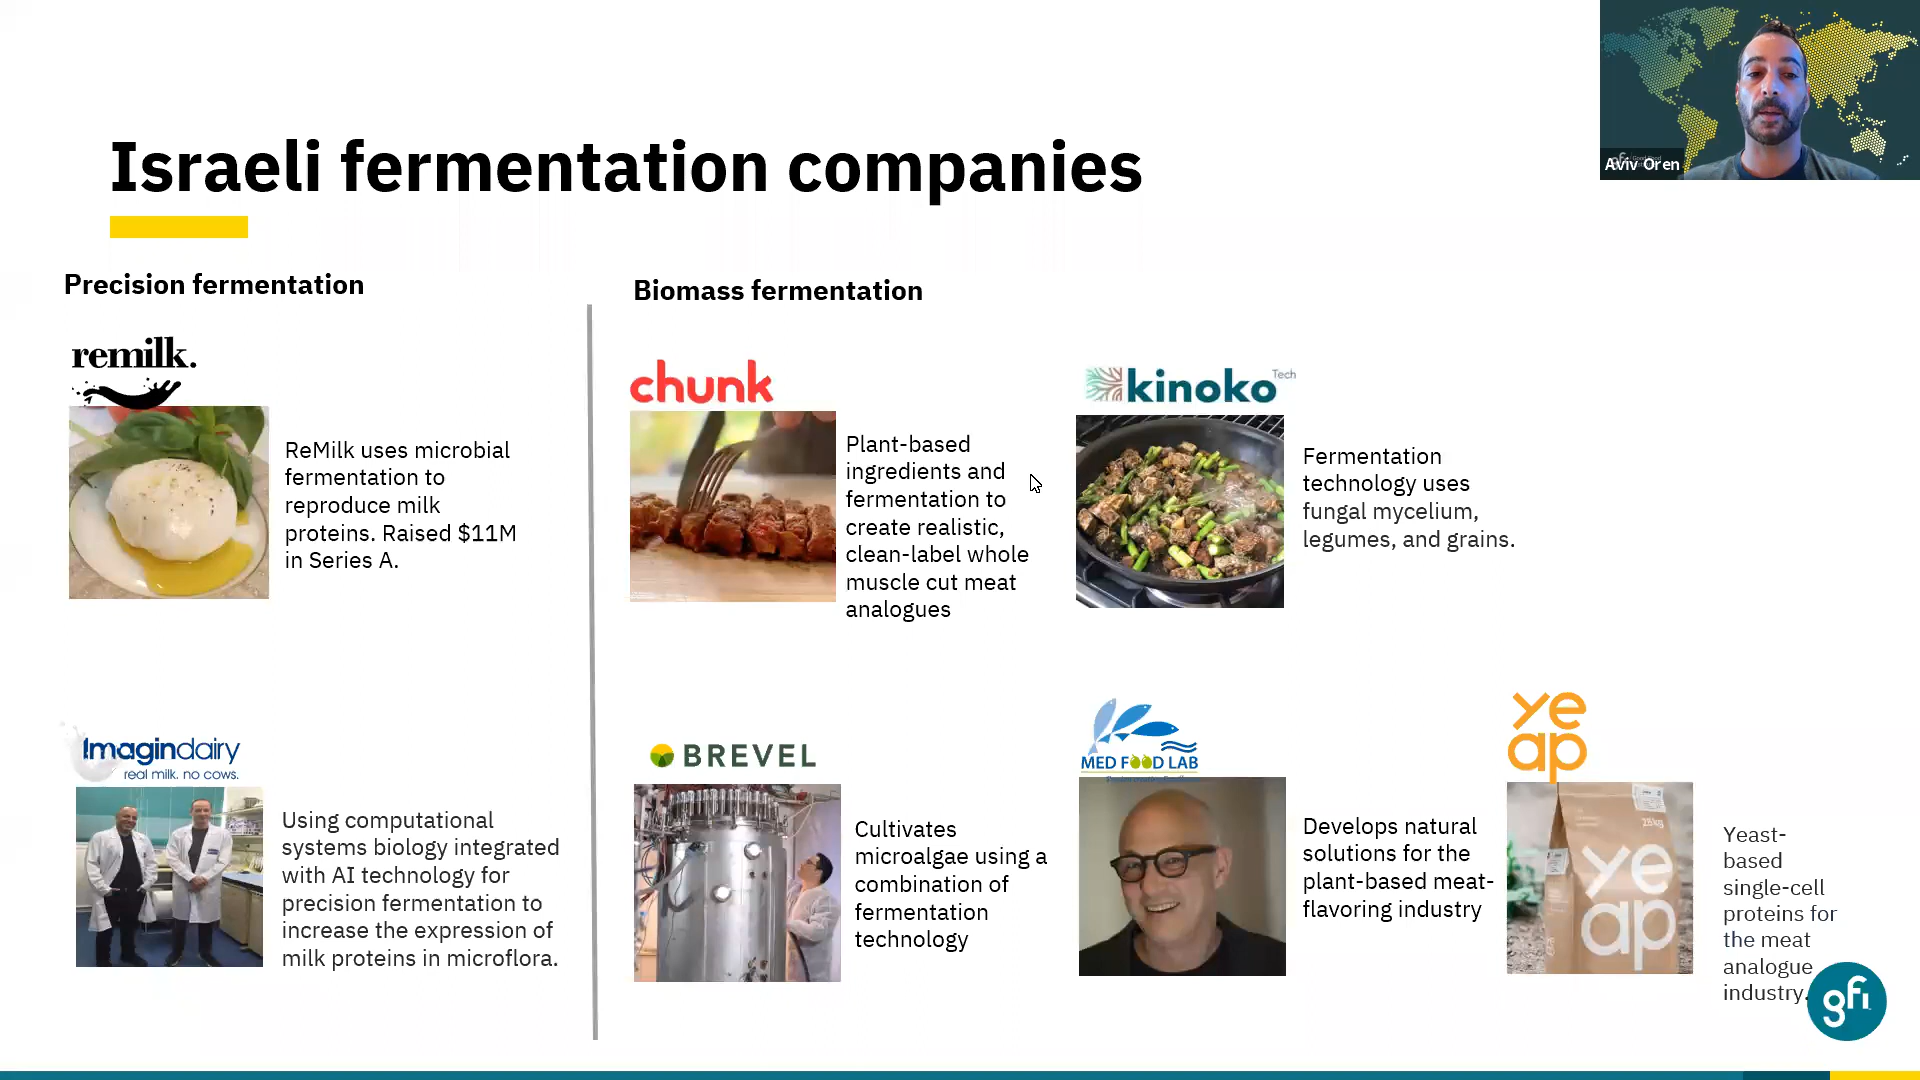 Aviv Oren
Israeli fermentation companies
Precision fermentation
remilk.
ReMilk uses microbial
fermentation to
reproduce milk
proteins. Raised $11M
in Series A.
Imagindairy
real milk. no cows.
Using computational
systems biology integrated
with AI technology for
precision fermentation to
increase the expression of
milk proteins in microflora.
Biomass fermentation
chunk
Plant-based
ingredients and
fermentation to
create realistic,
clean-label whole
muscle cut meat
analogues
kinoko Tech
Fermentation
technology uses
fungal mycelium,
legumes, and grains.
BREVEL
Cultivates
microalgae using a
combination of
fermentation
technology
MED FOOD LAB
Develops natural
solutions for the
plant-based meat-
flavoring industry
ye
ap
ye
ap
Yeast-
based
single-cell
proteins for
the meat
analogue
industry.
gfi